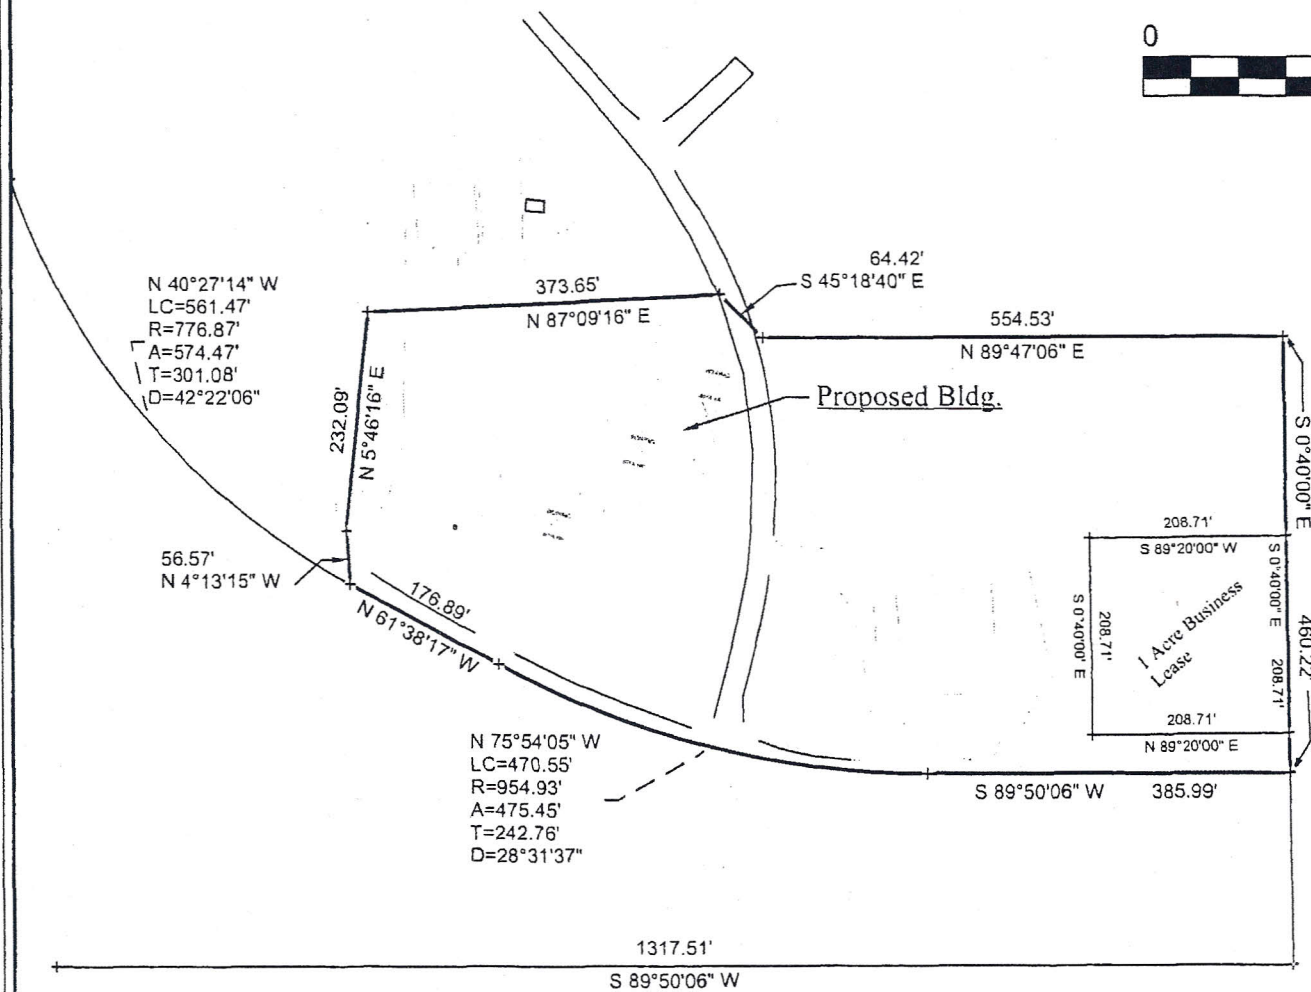 0
N 40°27'14" W
LC=561.47'
R=776.87'
A=574.47'
T=301.08'
D=42°22'06"
373.65'
N 87°09'16" E
64.42'
S 45°18'40" E
554.53'
N 89°47'06" E
Proposed Bldg.
232.09'
N 5°46'16" E
S 0°40'00" E
460.22'
56.57'
N 4°13'15" W
176.89'
N 61°38'17" W
208.71'
S 89°20'00" W
S 0°40'00" E
208.71'
1 Acre Business
Lease
S 0°40'00" E
208.71'
208.71'
N 89°20'00" E
N 75°54'05" W
LC=470.55'
R=954.93'
A=475.45'
T=242.76'
D=28°31'37"
S 89°50'06" W 385.99'
1317.51'
S 89°50'06" W